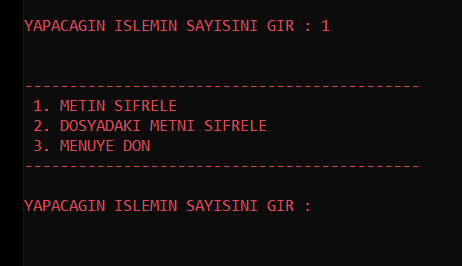 YAPACAGIN ISLEMIN SAYISINI GIR : 1
--------------------------------------------
1. METIN SIFRELE
2. DOSYADAKI METNI SIFRELE
3. MENUYE DON
--------------------------------------------
YAPACAGIN ISLEMIN SAYISINI GIR :